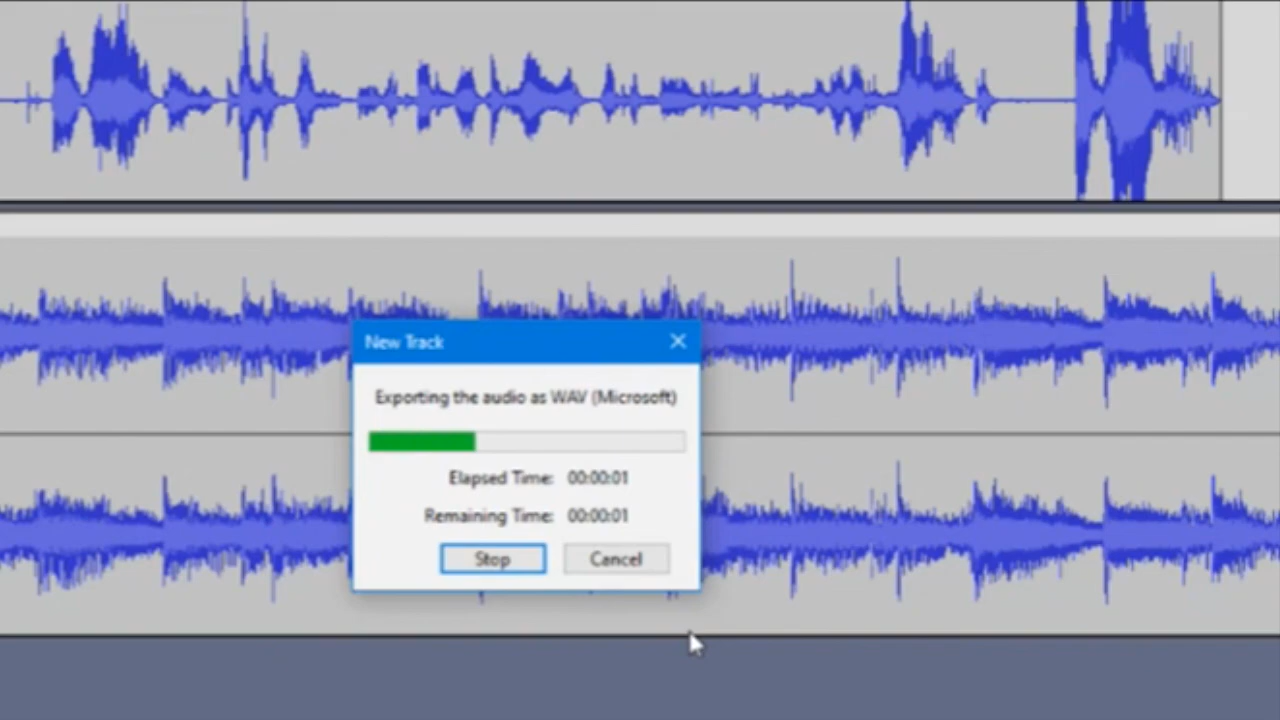 New Track
Exporting the audio as WAV (Microsoft)
Elapsed Time: 00:00:01
Remaining Time: 00:00:01
Stop Cancel